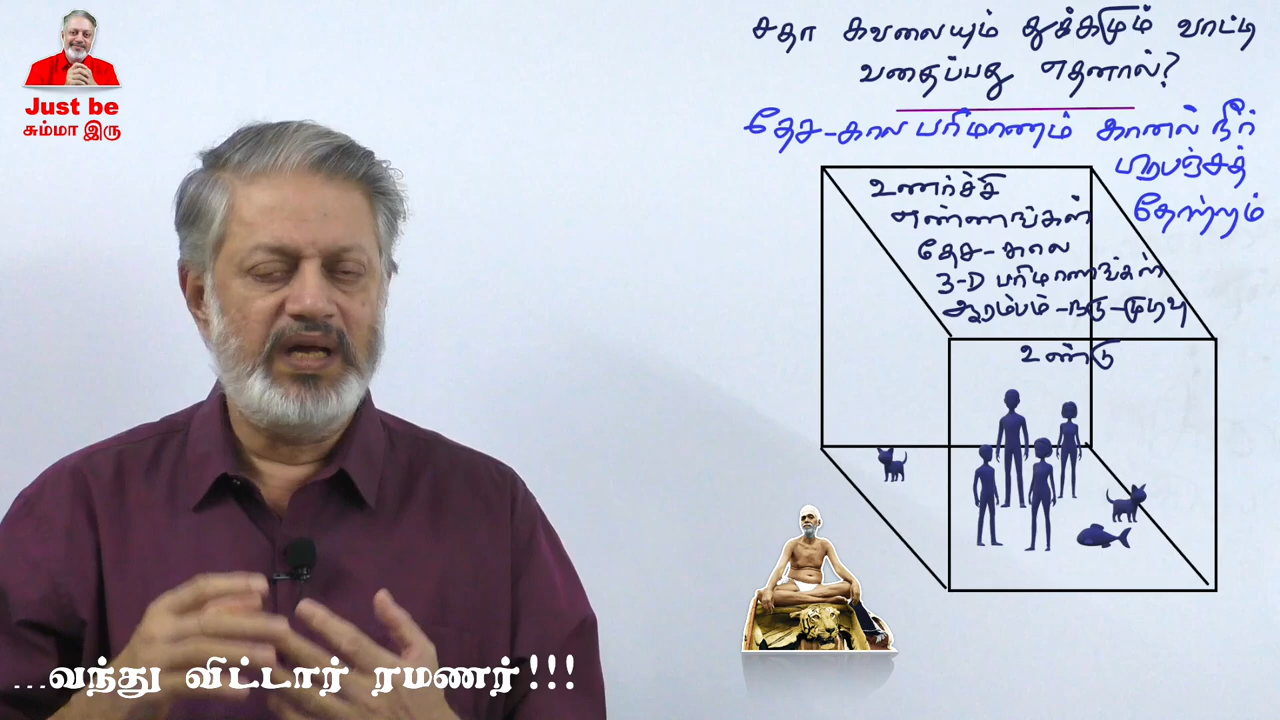 Just be
சும்மா இரு
சதா கவலையும் துக்கமும் வாட்டி
வதைப்பது எதனால்?
தேச-கால பரிமாணம் கானல் நீர்
பிரபஞ்சத்
தோற்றம்
உணர்ச்சி
எண்ணங்கள்
தேச-கால
3-D பரிமாணங்கள்
ஆரம்பம்-நடு-முடிவு
உண்டு
...வந்து விட்டார் ரமணர்!!!